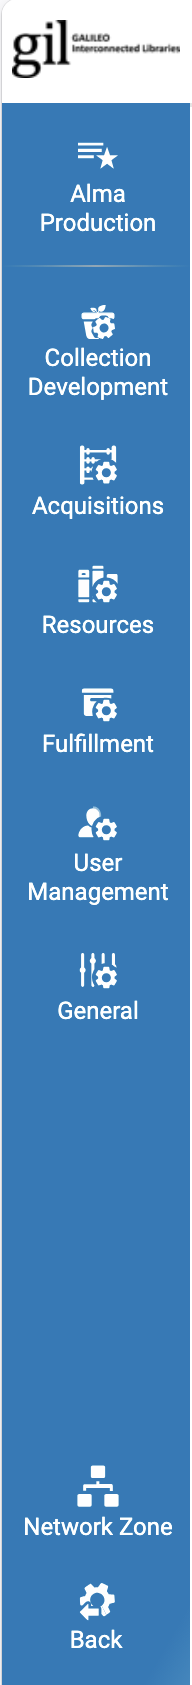 gil GALILEO
Interconnected Libraries
Alma
Production
Collection
Development
Acquisitions
Resources
Fulfillment
User
Management
General
Network Zone
Back